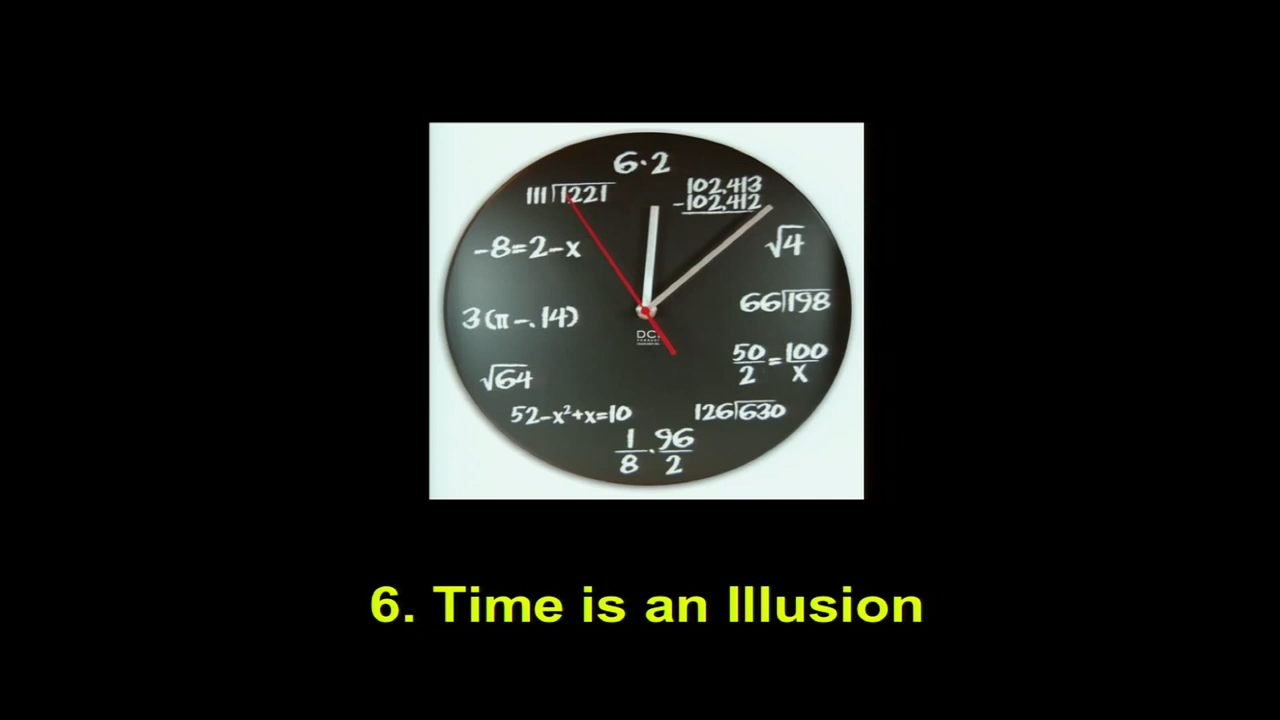 6·2
111⟌1221
102,413
-102,412
-8=2-x
√4
3(π-.14)
66⟌198
DCI
√64
50/2=100/x
52-x²+x=10
126⟌630
1/8·96/2
6. Time is an Illusion